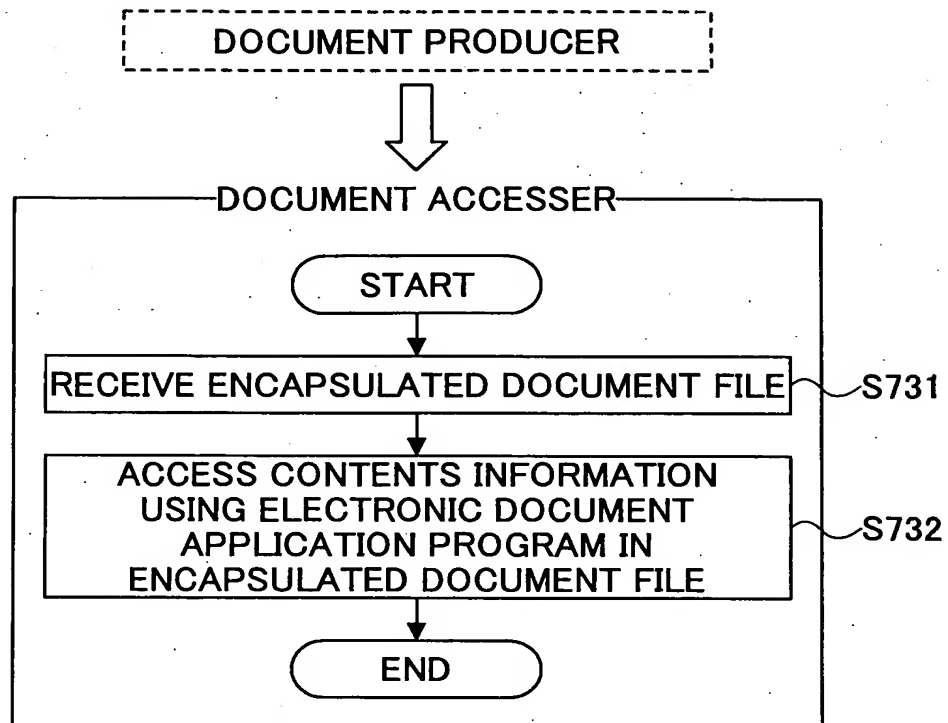 DOCUMENT PRODUCER
DOCUMENT ACCESSER
START
RECEIVE ENCAPSULATED DOCUMENT FILE
S731
ACCESS CONTENTS INFORMATION
USING ELECTRONIC DOCUMENT
APPLICATION PROGRAM IN
ENCAPSULATED DOCUMENT FILE
S732
END